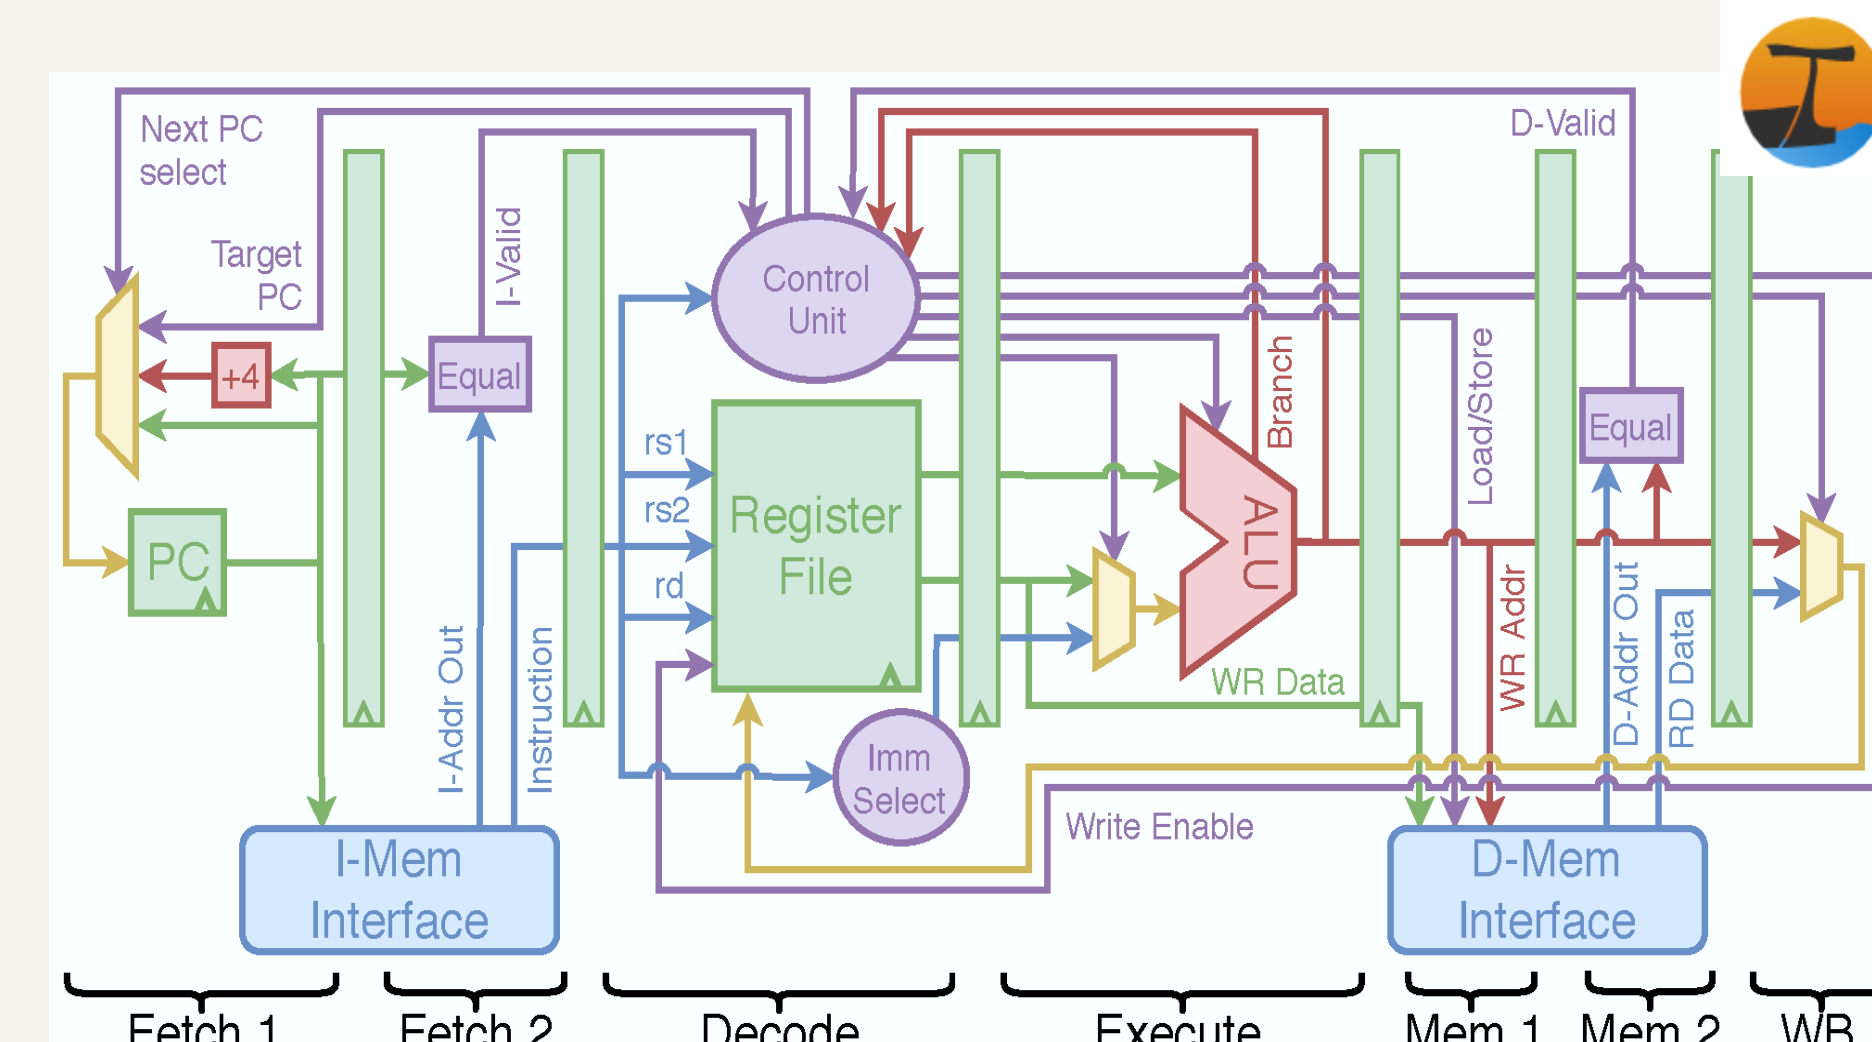 Next PC
select
Target
PC
I-Valid
D-Valid
Control
Unit
+4
Equal
Branch
Load/Store
Equal
rs1
rs2
rd
Register
File
ALU
PC
I-Addr Out
Instruction
WR Data
WR Addr
D-Addr Out
RD Data
Imm
Select
Write Enable
I-Mem
Interface
D-Mem
Interface
Fetch 1
Fetch 2
Decode
Execute
Mem 1
Mem 2
WB